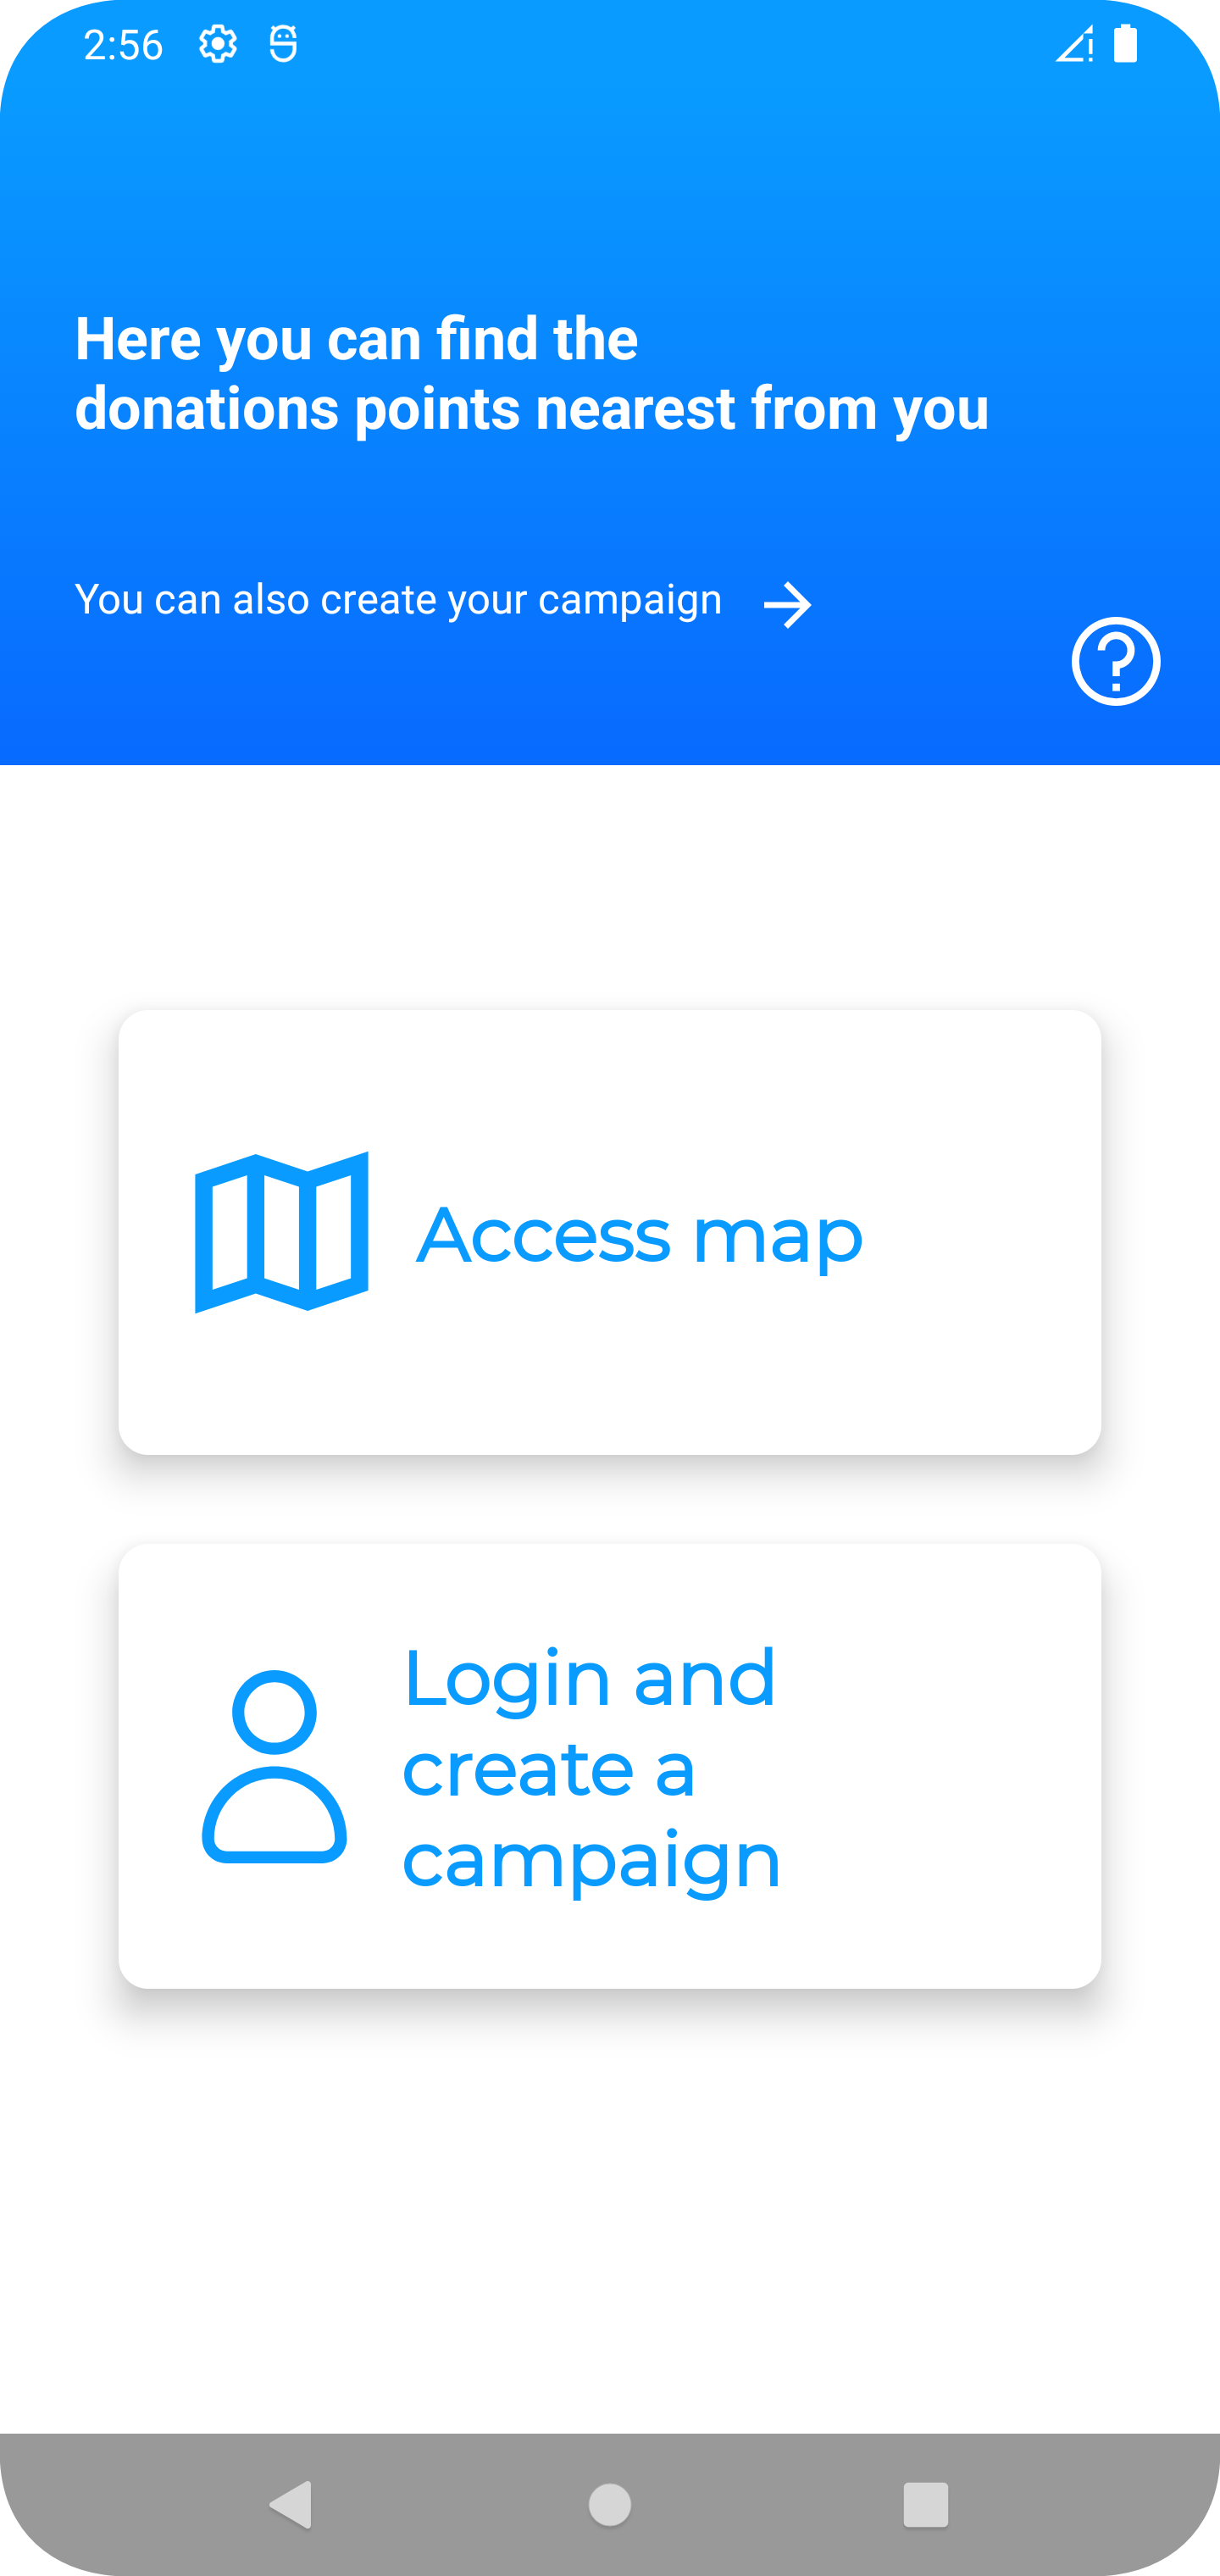 2:56
Here you can find the
donations points nearest from you
You can also create your campaign
Access map
Login and
create a
campaign